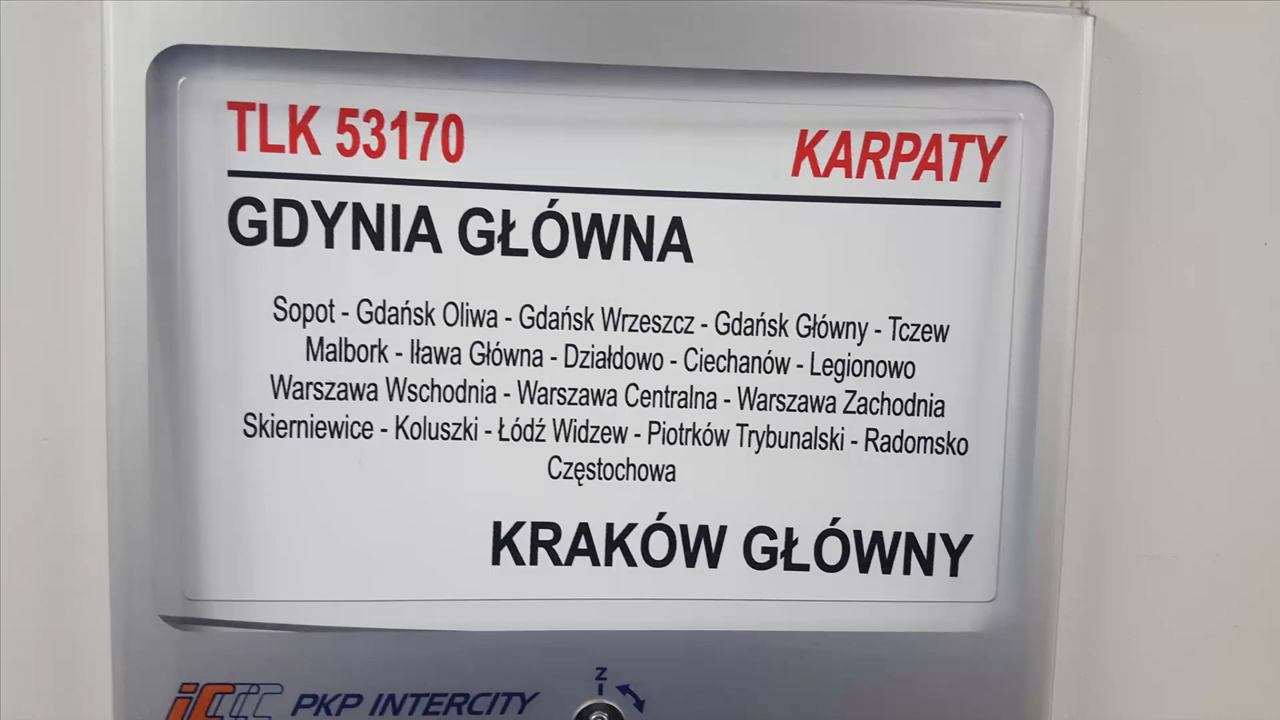 TLK 53170 KARPATY
GDYNIA GŁÓWNA
Sopot - Gdańsk Oliwa - Gdańsk Wrzeszcz - Gdańsk Główny - Tczew
Malbork - Iława Główna - Działdowo - Ciechanów - Legionowo
Warszawa Wschodnia - Warszawa Centralna - Warszawa Zachodnia
Skierniewice - Koluszki - Łódź Widzew - Piotrków Trybunalski - Radomsko
Częstochowa
KRAKÓW GŁÓWNY
Z
IC PKP INTERCITY